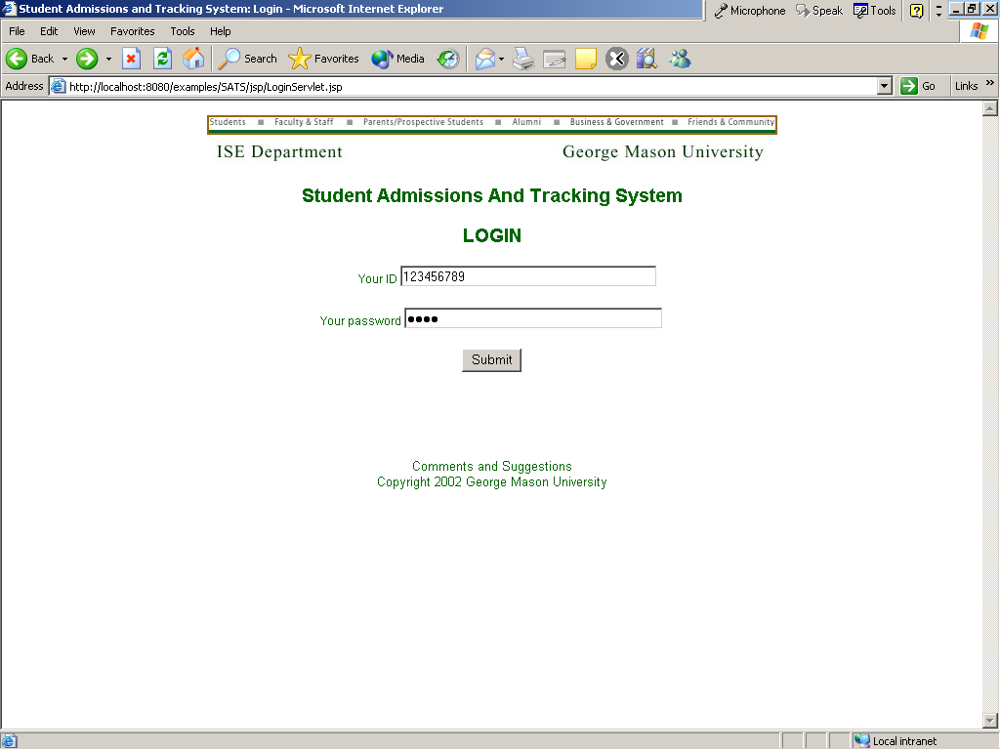 Student Admissions and Tracking System: Login - Microsoft Internet Explorer
Microphone Speak Tools
File Edit View Favorites Tools Help
Back Search Favorites Media
Address http://localhost:8080/examples/SATS/jsp/LoginServlet.jsp Go Links »
Students Faculty & Staff Parents/Prospective Students Alumni Business & Government Friends & Community
ISE Department George Mason University
Student Admissions And Tracking System
LOGIN
Your ID 123456789
Your password ●●●●
Submit
Comments and Suggestions
Copyright 2002 George Mason University
Local intranet